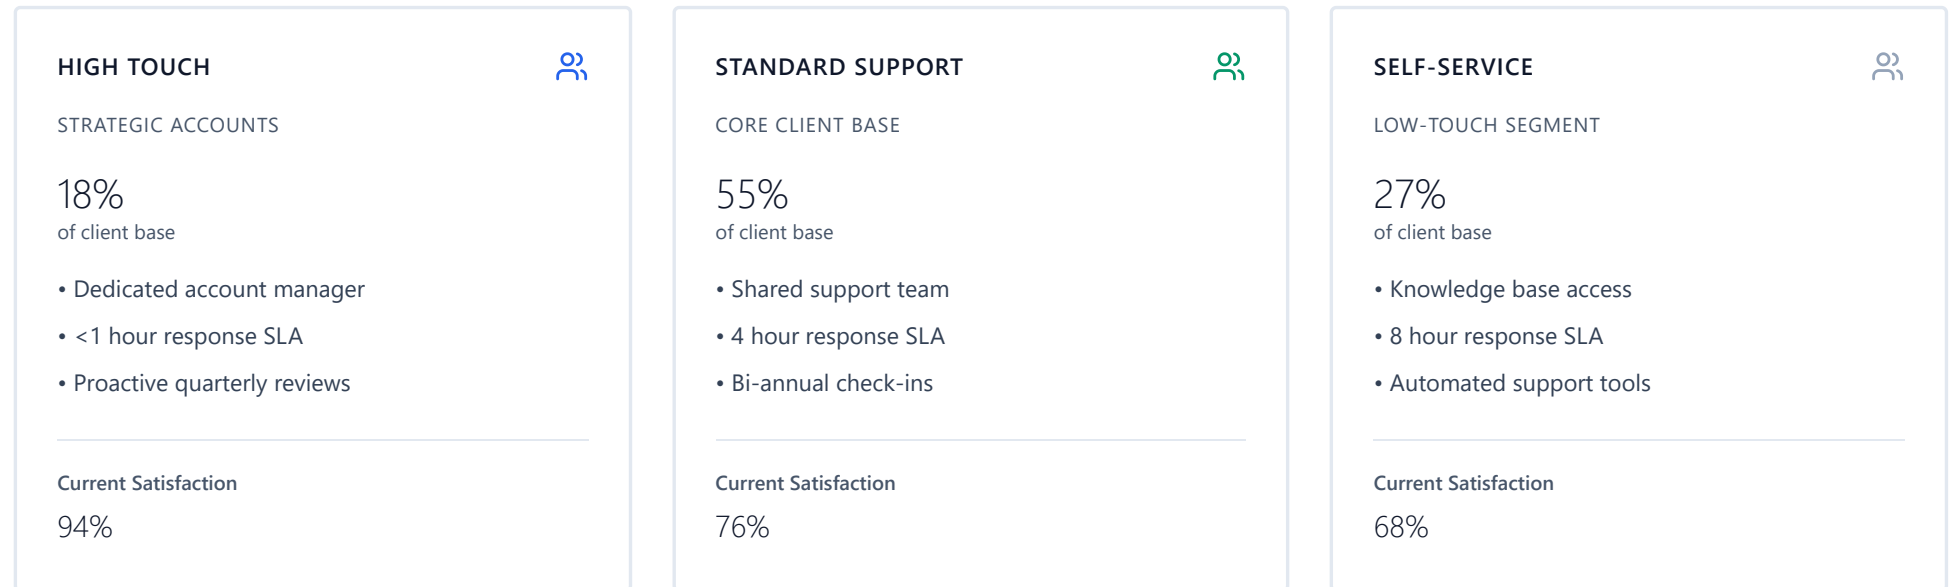 HIGH TOUCH
STRATEGIC ACCOUNTS
18%
of client base
• Dedicated account manager
• <1 hour response SLA
• Proactive quarterly reviews
Current Satisfaction
94%
STANDARD SUPPORT
CORE CLIENT BASE
55%
of client base
• Shared support team
• 4 hour response SLA
• Bi-annual check-ins
Current Satisfaction
76%
SELF-SERVICE
LOW-TOUCH SEGMENT
27%
of client base
• Knowledge base access
• 8 hour response SLA
• Automated support tools
Current Satisfaction
68%